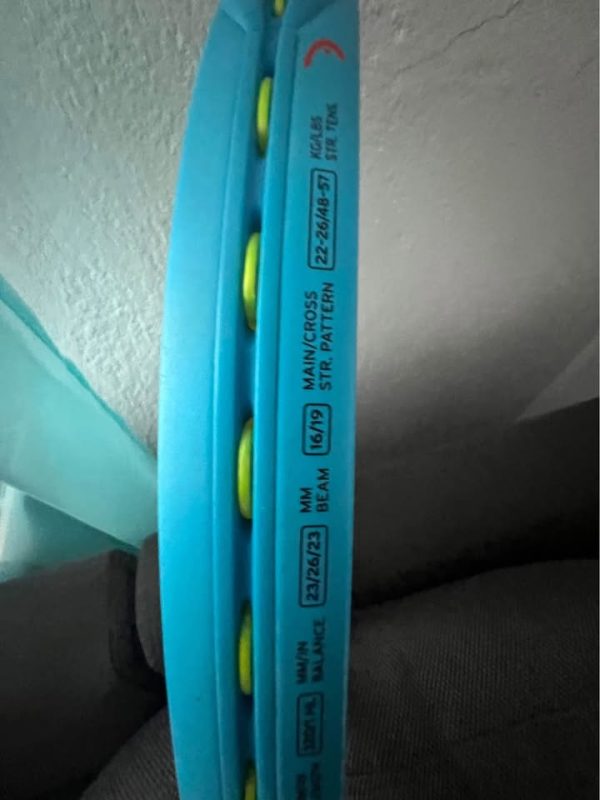 MM/IN
BALANCE
23/26/23
MM
BEAM
16/19
MAIN/CROSS
STR. PATTERN
22-26/48-57
KG/LBS
STR. TENS